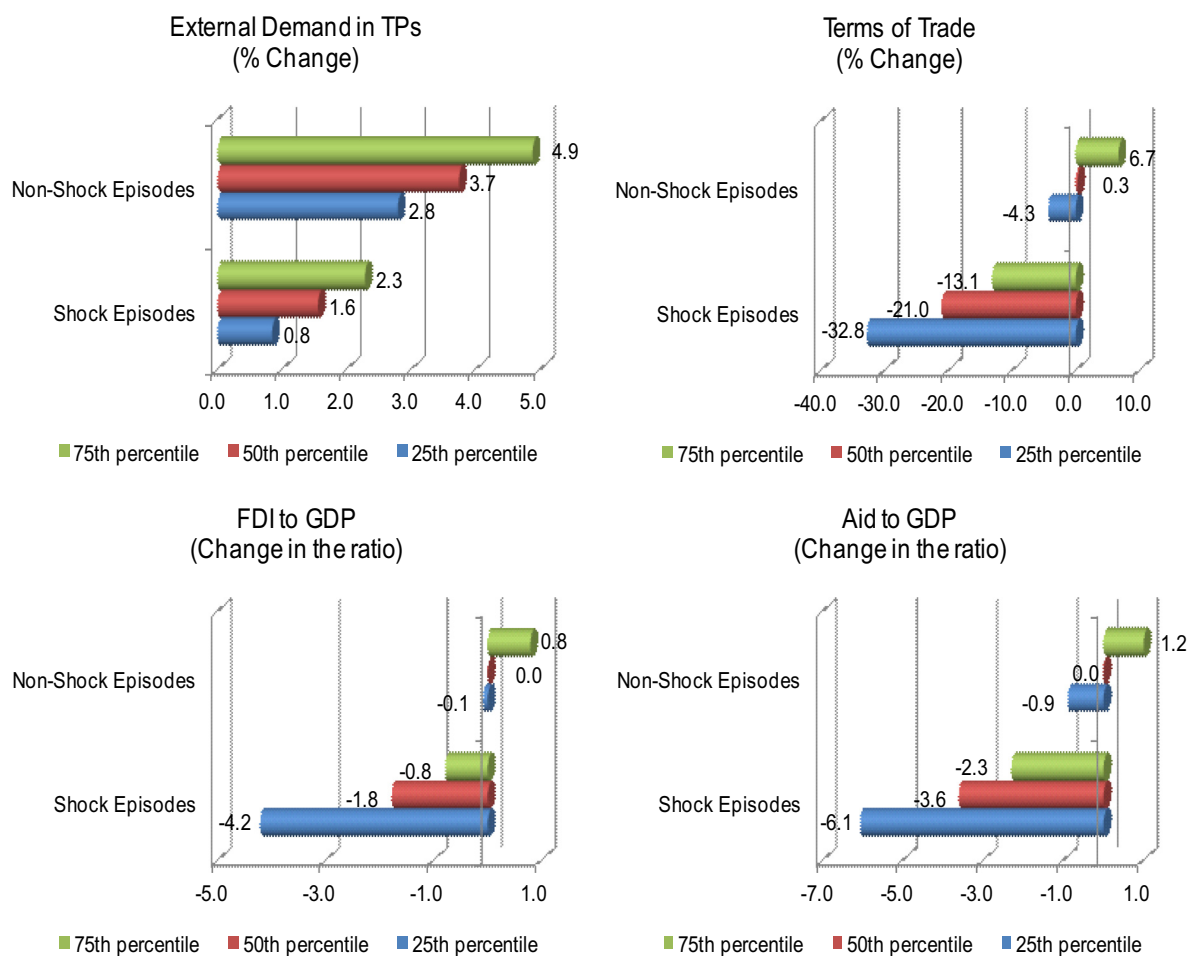 External Demand in TPs
(% Change)
Non-Shock Episodes
Shock Episodes
4.9
3.7
2.8
2.3
1.6
0.8
0.0 1.0 2.0 3.0 4.0 5.0
75th percentile 50th percentile 25th percentile
Terms of Trade
(% Change)
Non-Shock Episodes
Shock Episodes
6.7
0.3
-4.3
-13.1
-21.0
-32.8
-40.0 -30.0 -20.0 -10.0 0.0 10.0
75th percentile 50th percentile 25th percentile
FDI to GDP
(Change in the ratio)
Non-Shock Episodes
Shock Episodes
0.8
0.0
-0.1
-0.8
-1.8
-4.2
-5.0 -3.0 -1.0 1.0
75th percentile 50th percentile 25th percentile
Aid to GDP
(Change in the ratio)
Non-Shock Episodes
Shock Episodes
1.2
0.0
-0.9
-2.3
-3.6
-6.1
-7.0 -5.0 -3.0 -1.0 1.0
75th percentile 50th percentile 25th percentile